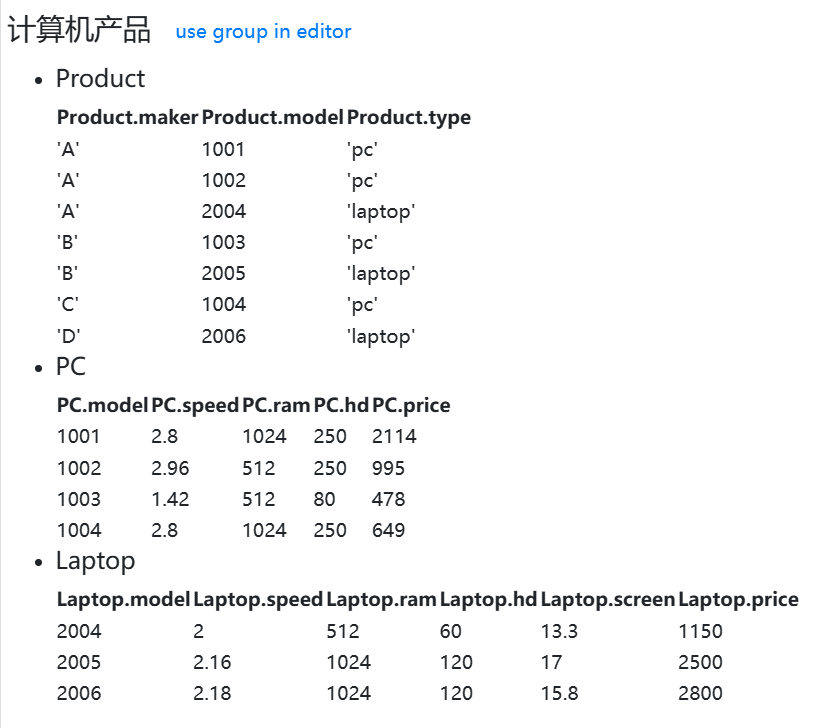 计算机产品 use group in editor
Product
Product.maker Product.model Product.type
'A' 1001 'pc'
'A' 1002 'pc'
'A' 2004 'laptop'
'B' 1003 'pc'
'B' 2005 'laptop'
'C' 1004 'pc'
'D' 2006 'laptop'
PC
PC.model PC.speed PC.ram PC.hd PC.price
1001 2.8 1024 250 2114
1002 2.96 512 250 995
1003 1.42 512 80 478
1004 2.8 1024 250 649
Laptop
Laptop.model Laptop.speed Laptop.ram Laptop.hd Laptop.screen Laptop.price
2004 2 512 60 13.3 1150
2005 2.16 1024 120 17 2500
2006 2.18 1024 120 15.8 2800